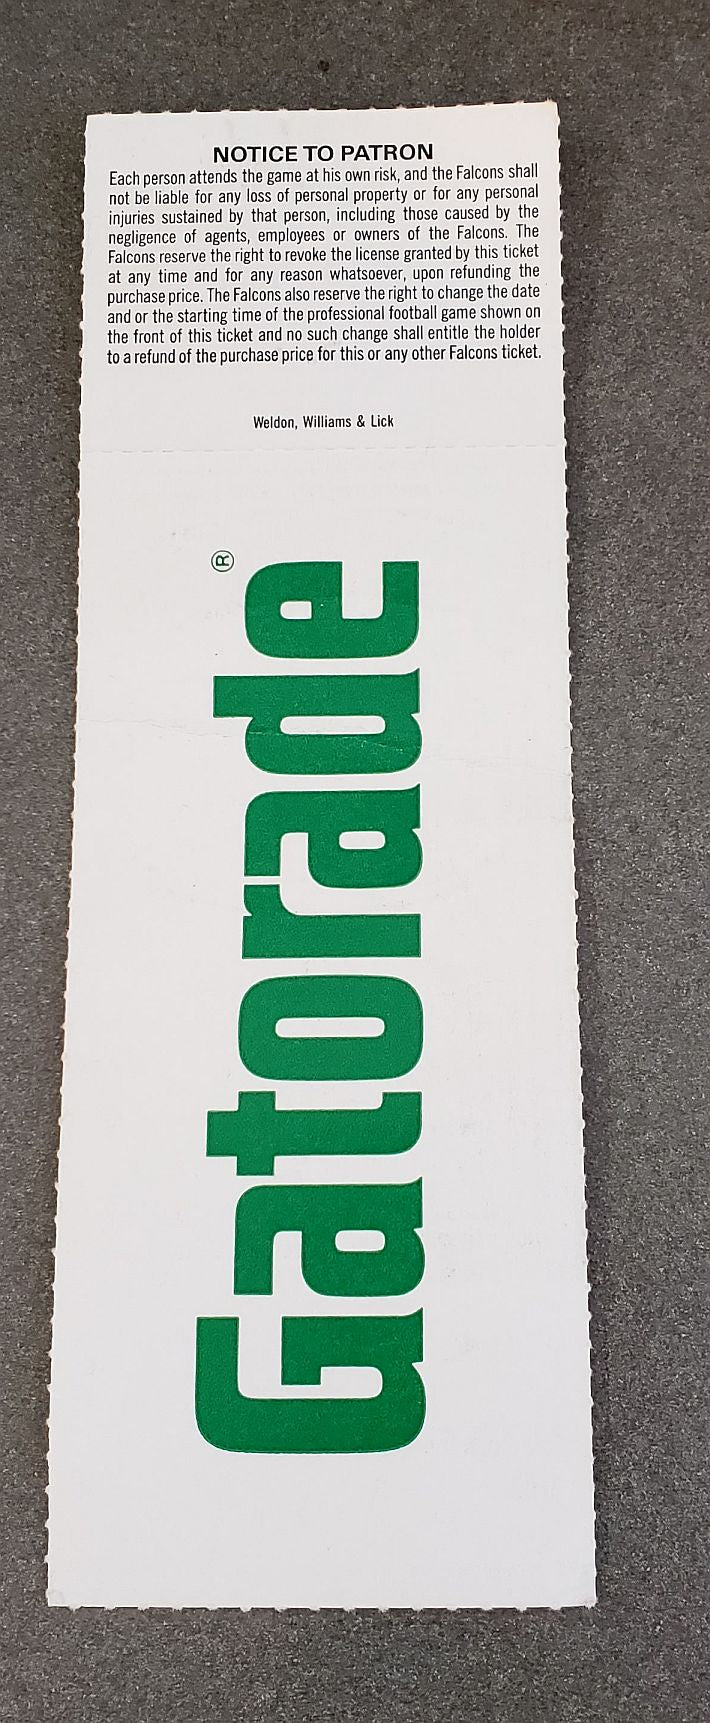 NOTICE TO PATRON
Each person attends the game at his own risk, and the Falcons shall
not be liable for any loss of personal property or for any personal
injuries sustained by that person, including those caused by the
negligence of agents, employees or owners of the Falcons. The
Falcons reserve the right to revoke the license granted by this ticket
at any time and for any reason whatsoever, upon refunding the
purchase price. The Falcons also reserve the right to change the date
and or the starting time of the professional football game shown on
the front of this ticket and no such change shall entitle the holder
to a refund of the purchase price for this or any other Falcons ticket.
Weldon, Williams & Lick
Gatorade®